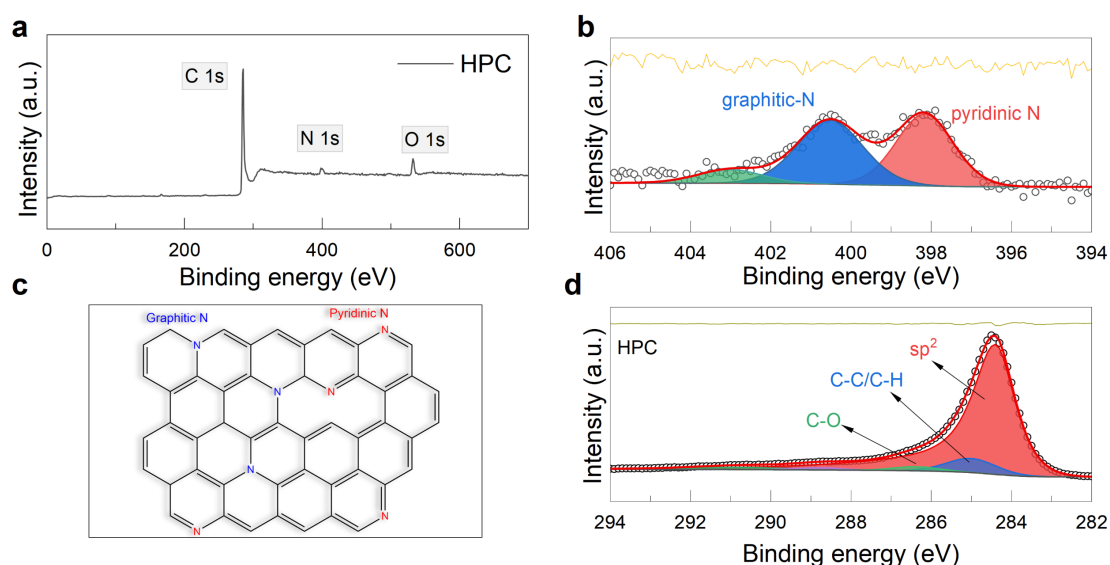 a
Intensity (a.u.)
C 1s
N 1s
O 1s
HPC
0
200
400
600
Binding energy (eV)
b
Intensity (a.u.)
graphitic-N
pyridinic N
406
404
402
400
398
396
394
Binding energy (eV)
c
Graphitic N
Pyridinic N
N
N
N
N
N
N
N
N
d
Intensity (a.u.)
HPC
sp²
C-C/C-H
C-O
294
292
290
288
286
284
282
Binding energy (eV)